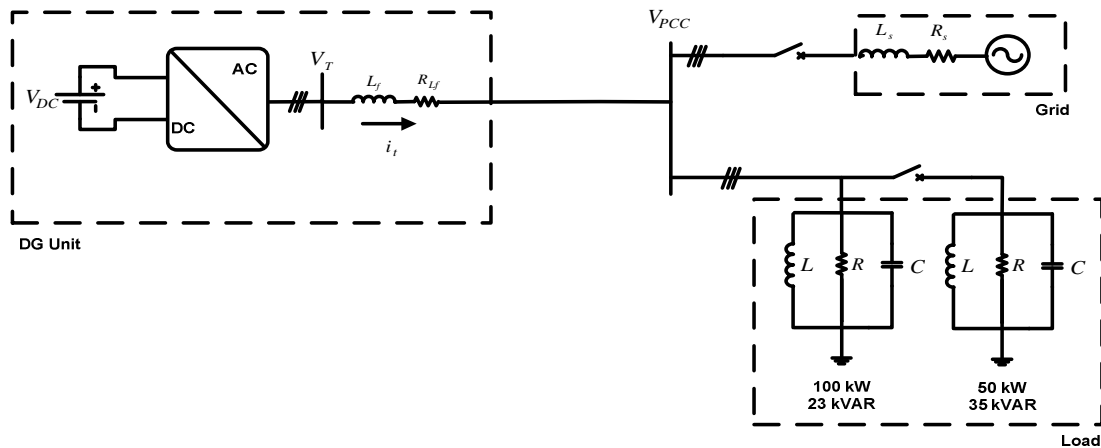 V_DC
+
-
AC
DC
V_T
L_f
R_Lf
i_t
DG Unit
V_PCC
L_s
R_s
Grid
L
R
C
L
R
C
100 kW
23 kVAR
50 kW
35 kVAR
Load